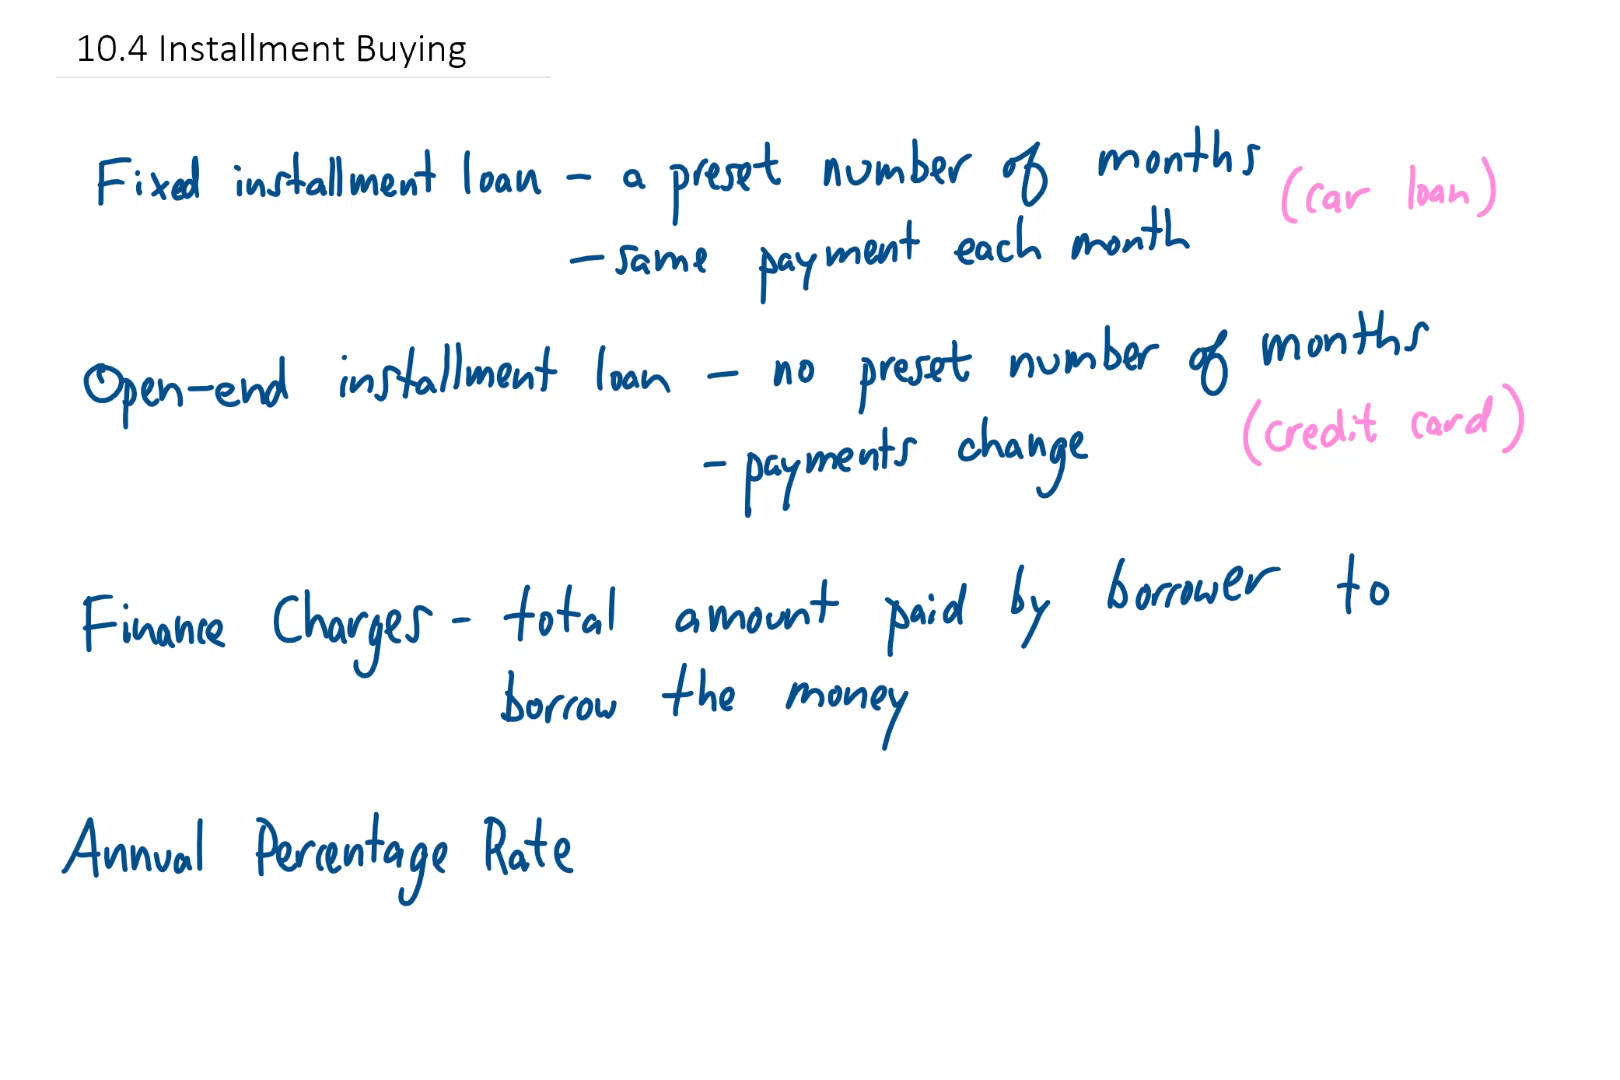 10.4 Installment Buying
Fixed installment loan - a preset number of months
(car loan)
- same payment each month
Open-end installment loan - no preset number of months
(credit card)
- payments change
Finance Charges - total amount paid by borrower to
borrow the money
Annual Percentage Rate